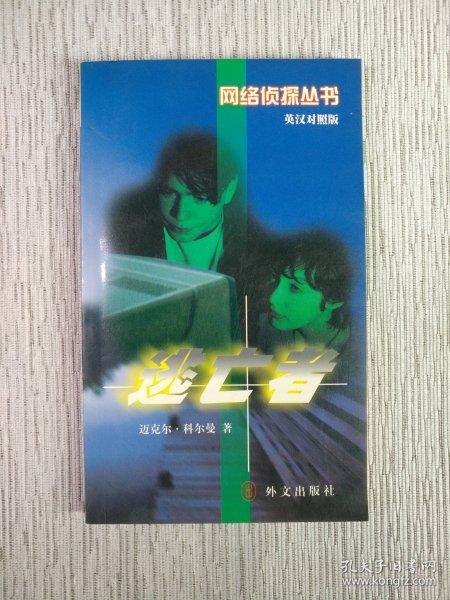 网络侦探丛书
英汉对照版
逃亡者
迈克尔·科尔曼 著
外文出版社
孔夫子旧书网
www.kongfz.com